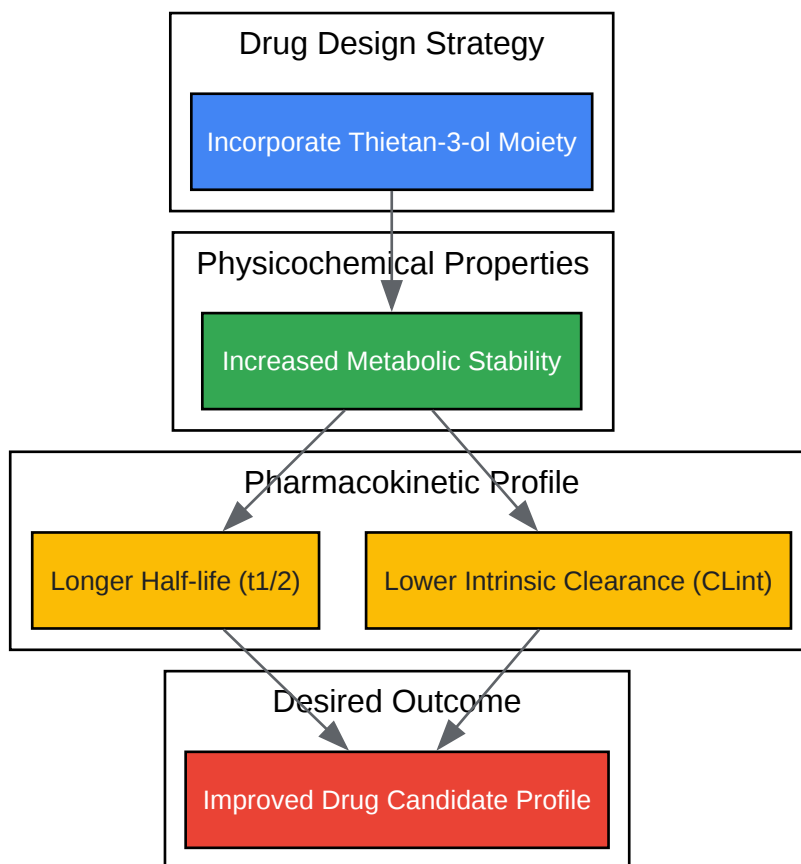 Drug Design Strategy
Incorporate Thietan-3-ol Moiety
Physicochemical Properties
Increased Metabolic Stability
Pharmacokinetic Profile
Longer Half-life (t1/2)
Lower Intrinsic Clearance (CLint)
Desired Outcome
Improved Drug Candidate Profile